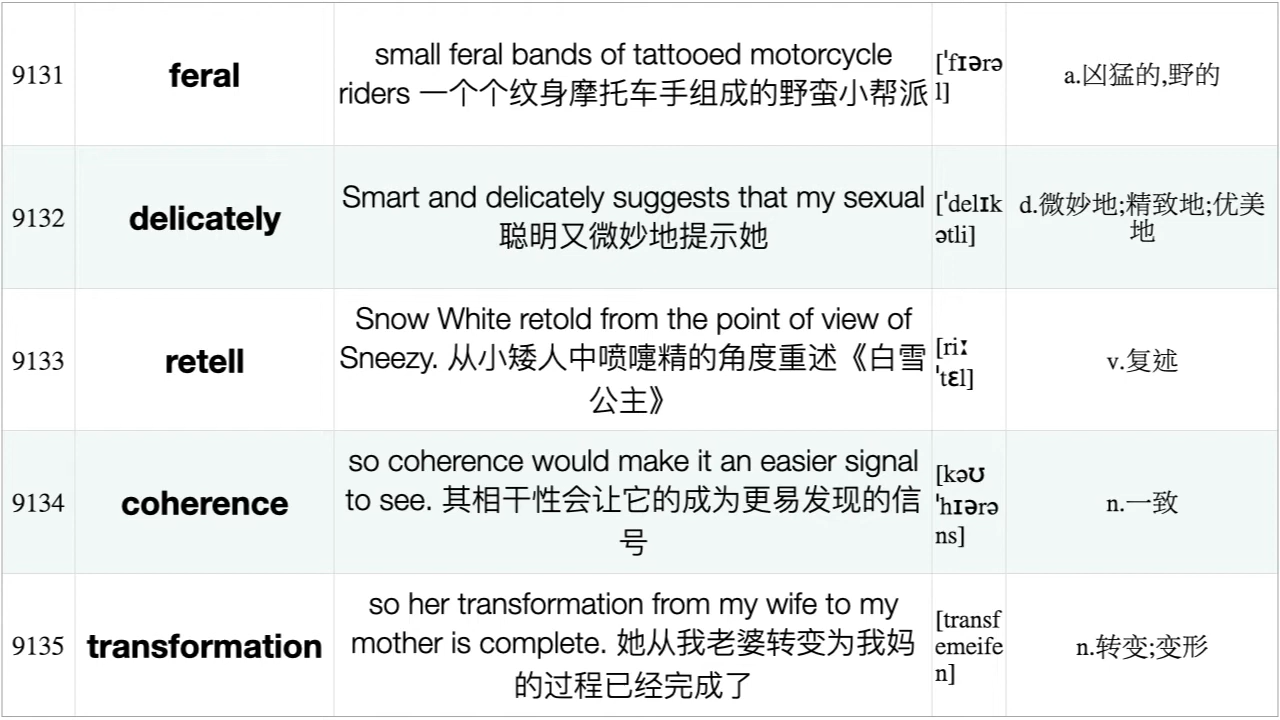 9131
feral
small feral bands of tattooed motorcycle
riders 一个个纹身摩托车手组成的野蛮小帮派
[ˈfɪərə
l]
a.凶猛的,野的
9132
delicately
Smart and delicately suggests that my sexual
聪明又微妙地提示她
[ˈdelɪk
ətli]
d.微妙地;精致地;优美
地
9133
retell
Snow White retold from the point of view of
Sneezy. 从小矮人中喷嚏精的角度重述《白雪
公主》
[riː
ˈtɛl]
v.复述
9134
coherence
so coherence would make it an easier signal
to see. 其相干性会让它的成为更易发现的信
号
[kəʊ
ˈhɪərə
ns]
n.一致
9135
transformation
so her transformation from my wife to my
mother is complete. 她从我老婆转变为我妈
的过程已经完成了
[transf
emeife
n]
n.转变;变形